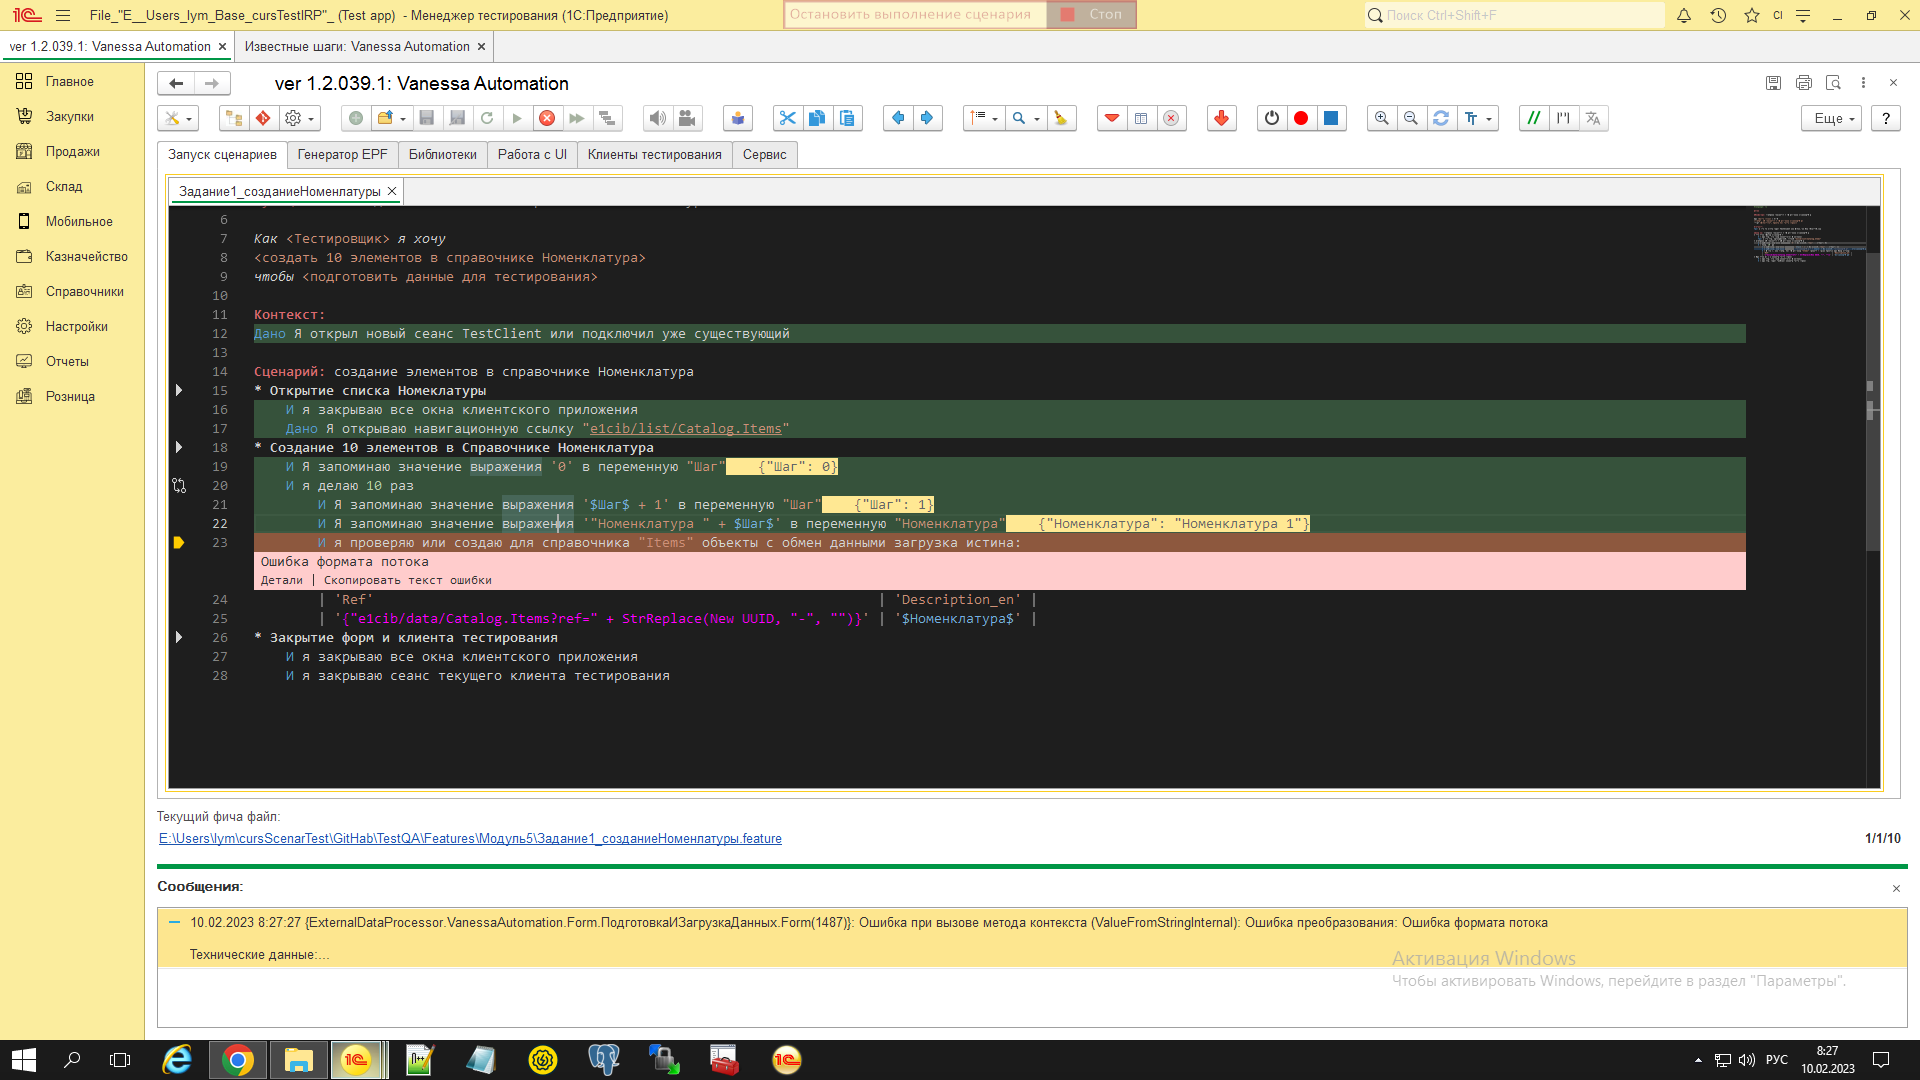 File_"E__Users_lym_Base_cursTestIRP"_ (Test app) - Менеджер тестирования (1С:Предприятие)
Остановить выполнение сценария
Стоп
Поиск Ctrl+Shift+F
CI
ver 1.2.039.1: Vanessa Automation
Известные шаги: Vanessa Automation
Главное
Закупки
Продажи
Склад
Мобильное
Казначейство
Справочники
Настройки
Отчеты
Розница
ver 1.2.039.1: Vanessa Automation
Еще
?
Запуск сценариев
Генератор EPF
Библиотеки
Работа с UI
Клиенты тестирования
Сервис
Задание1_созданиеНоменлатуры
6
7 Как <Тестировщик> я хочу
8 <создать 10 элементов в справочнике Номенклатура>
9 чтобы <подготовить данные для тестирования>
10
11 Контекст:
12 Дано Я открыл новый сеанс TestClient или подключил уже существующий
13
14 Сценарий: создание элементов в справочнике Номенклатура
15 * Открытие списка Номеклатуры
16 И я закрываю все окна клиентского приложения
17 Дано Я открываю навигационную ссылку "e1cib/list/Catalog.Items"
18 * Создание 10 элементов в Справочнике Номенклатура
19 И Я запоминаю значение выражения '0' в переменную "Шаг" {"Шаг": 0}
20 И я делаю 10 раз
21 И Я запоминаю значение выражения '$Шаг$ + 1' в переменную "Шаг" {"Шаг": 1}
22 И Я запоминаю значение выражения '"Номенклатура " + $Шаг$' в переменную "Номенклатура" {"Номенклатура": "Номенклатура 1"}
23 И я проверяю или создаю для справочника "Items" объекты с обмен данными загрузка истина:
Ошибка формата потока
Детали | Скопировать текст ошибки
24 | 'Ref' | 'Description_en' |
25 | '{"e1cib/data/Catalog.Items?ref=" + StrReplace(New UUID, "-", "")}' | '$Номенклатура$' |
26 * Закрытие форм и клиента тестирования
27 И я закрываю все окна клиентского приложения
28 И я закрываю сеанс текущего клиента тестирования
Текущий фича файл:
E:\Users\lym\cursScenarTest\GitHab\TestQA\Features\Модуль5\Задание1_созданиеНоменлатуры.feature
1/1/10
Сообщения:
10.02.2023 8:27:27 {ExternalDataProcessor.VanessaAutomation.Form.ПодготовкаИЗагрузкаДанных.Form(1487)}: Ошибка при вызове метода контекста (ValueFromStringInternal): Ошибка преобразования: Ошибка формата потока
Технические данные:...
Активация Windows
Чтобы активировать Windows, перейдите в раздел "Параметры".
РУС
8:27
10.02.2023